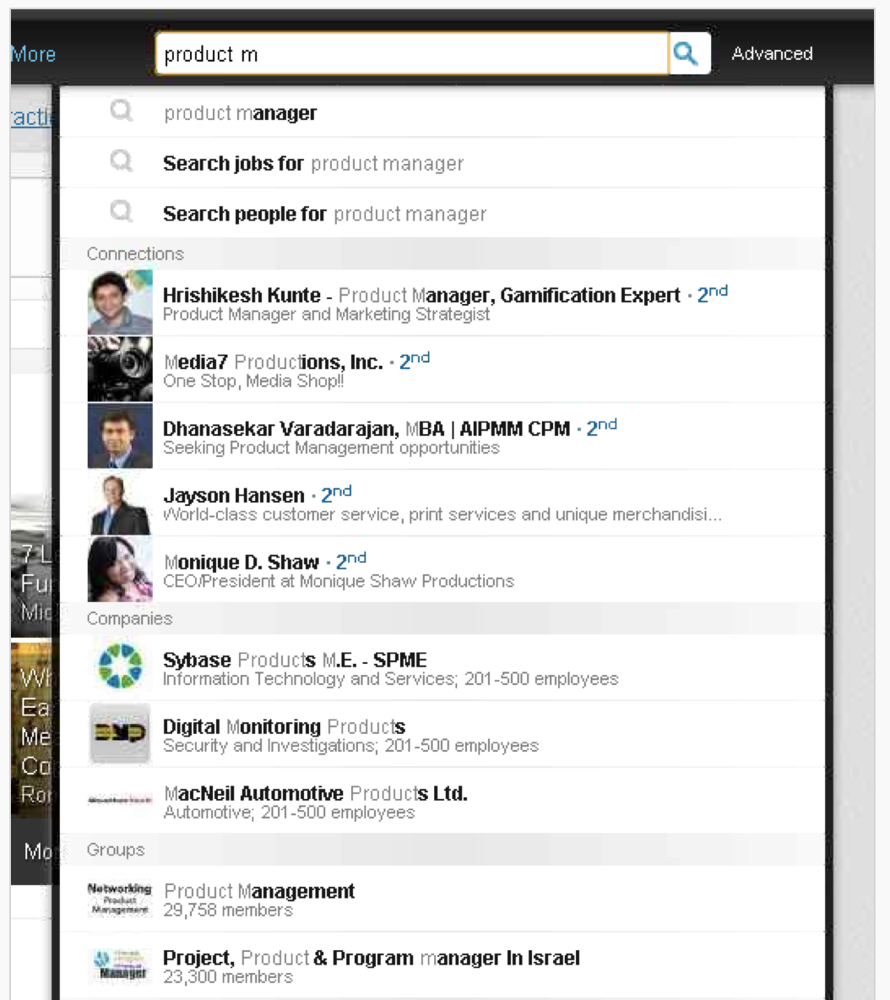 More
product m
Advanced
product manager
Search jobs for product manager
Search people for product manager
Connections
Hrishikesh Kunte - Product Manager, Gamification Expert · 2nd
Product Manager and Marketing Strategist
Media7 Productions, Inc. · 2nd
One Stop, Media Shop!!
Dhanasekar Varadarajan, MBA | AIPMM CPM · 2nd
Seeking Product Management opportunities
Jayson Hansen · 2nd
World-class customer service, print services and unique merchandisi...
Monique D. Shaw · 2nd
CEO/President at Monique Shaw Productions
7 L
Fu
Mic
Companies
Sybase Products M.E. - SPME
Information Technology and Services; 201-500 employees
Wh
Ea
Me
Co
Ror
Digital Monitoring Products
Security and Investigations; 201-500 employees
MacNeil Automotive Products Ltd.
Automotive; 201-500 employees
Groups
Mo
Networking
Product
Management
Product Management
29,758 members
Manager
Project, Product & Program manager In Israel
23,300 members